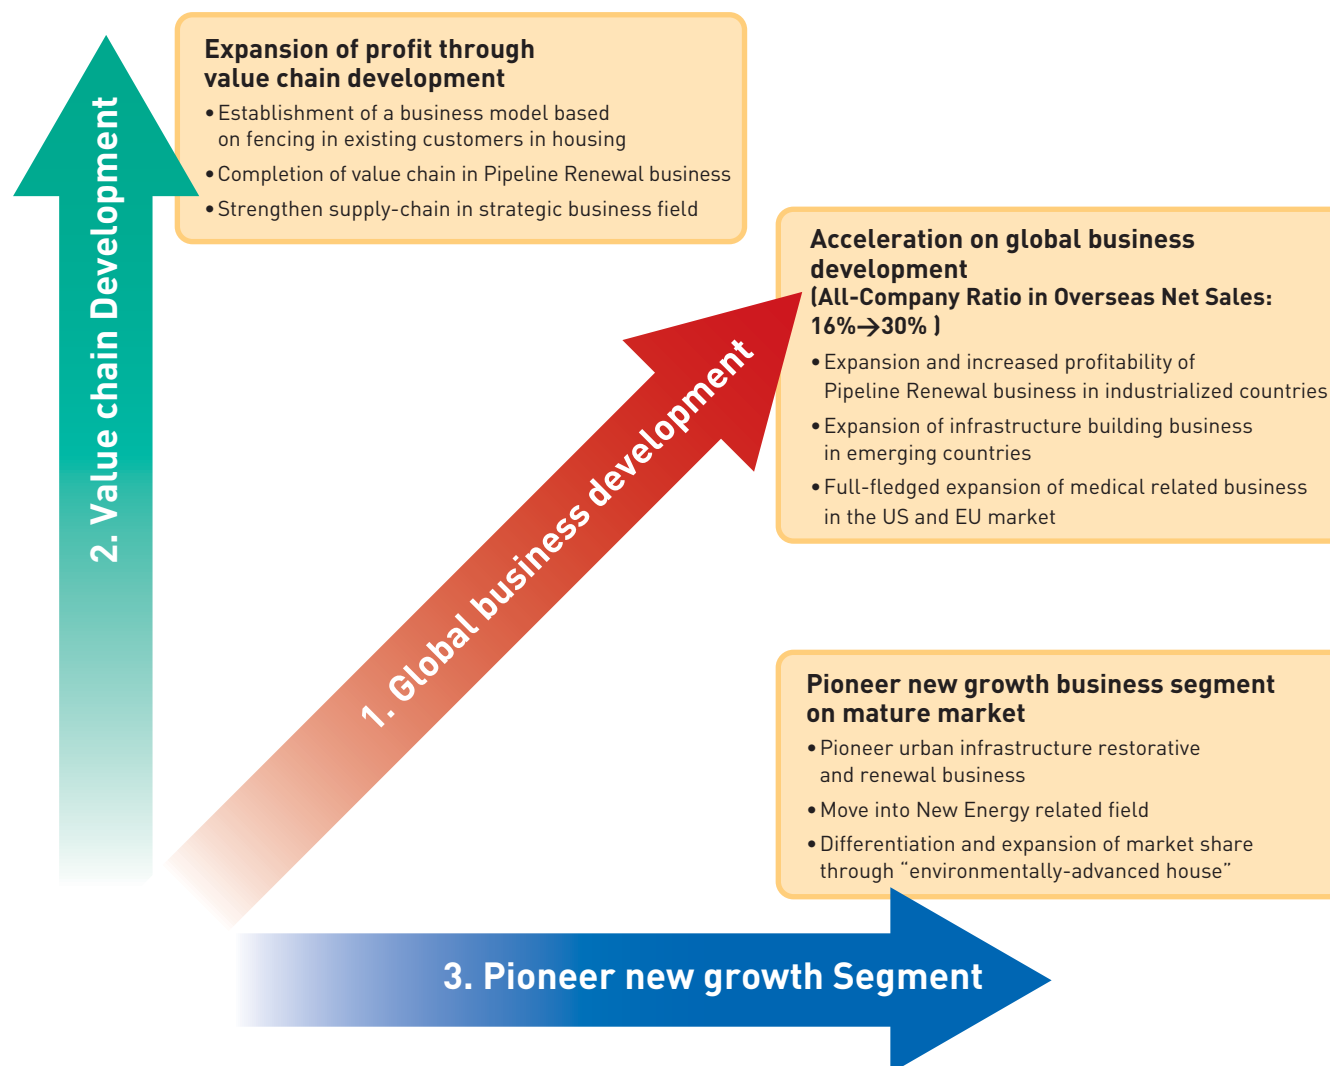 Expansion of profit through
value chain development
•Establishment of a business model based
on fencing in existing customers in housing
•Completion of value chain in Pipeline Renewal business
•Strengthen supply-chain in strategic business field
2. Value chain Development
Acceleration on global business
development
(All-Company Ratio in Overseas Net Sales:
16%→30% )
•Expansion and increased profitability of
Pipeline Renewal business in industrialized countries
•Expansion of infrastructure building business
in emerging countries
•Full-fledged expansion of medical related business
in the US and EU market
1. Global business development
Pioneer new growth business segment
on mature market
•Pioneer urban infrastructure restorative
and renewal business
•Move into New Energy related field
•Differentiation and expansion of market share
through “environmentally-advanced house”
3. Pioneer new growth Segment